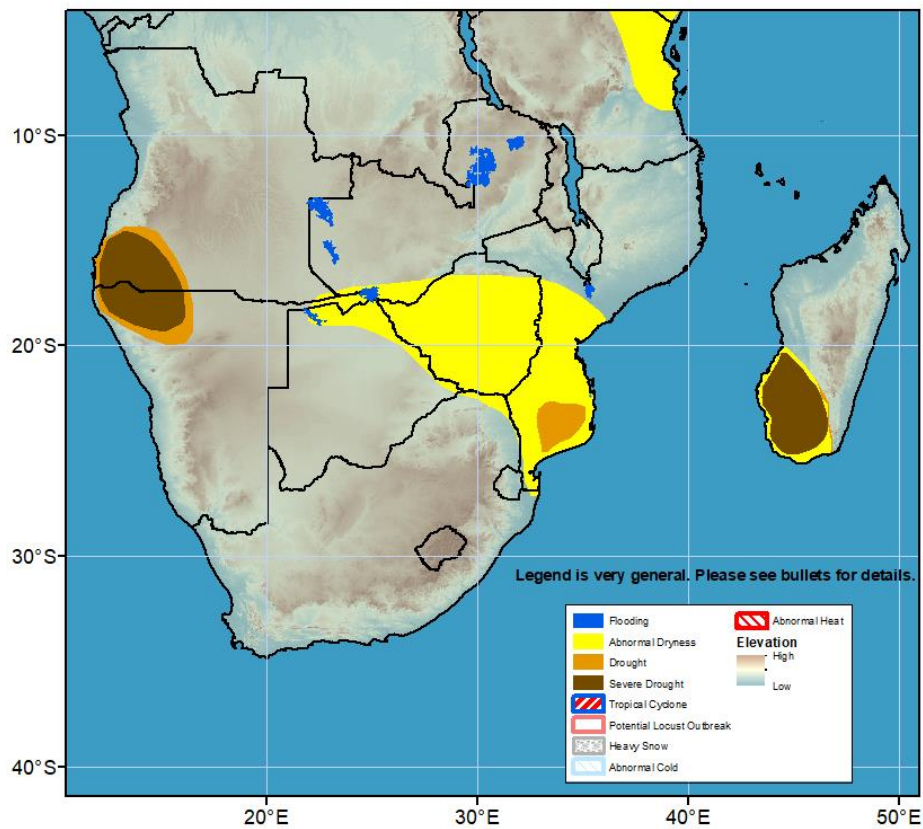 10°S
20°S
30°S
40°S
20°E
30°E
40°E
50°E
Legend is very general. Please see bullets for details.
Flooding
Abnormal Dryness
Drought
Severe Drought
Tropical Cyclone
Potential Locust Outbreak
Heavy Snow
Abnormal Cold
Abnormal Heat
Elevation
High
Low